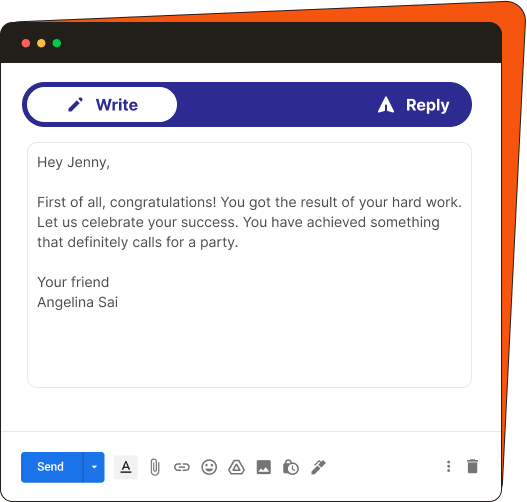 Write
Reply
Hey Jenny,
First of all, congratulations! You got the result of your hard work.
Let us celebrate your success. You have achieved something
that definitely calls for a party.
Your friend
Angelina Sai
Send
A